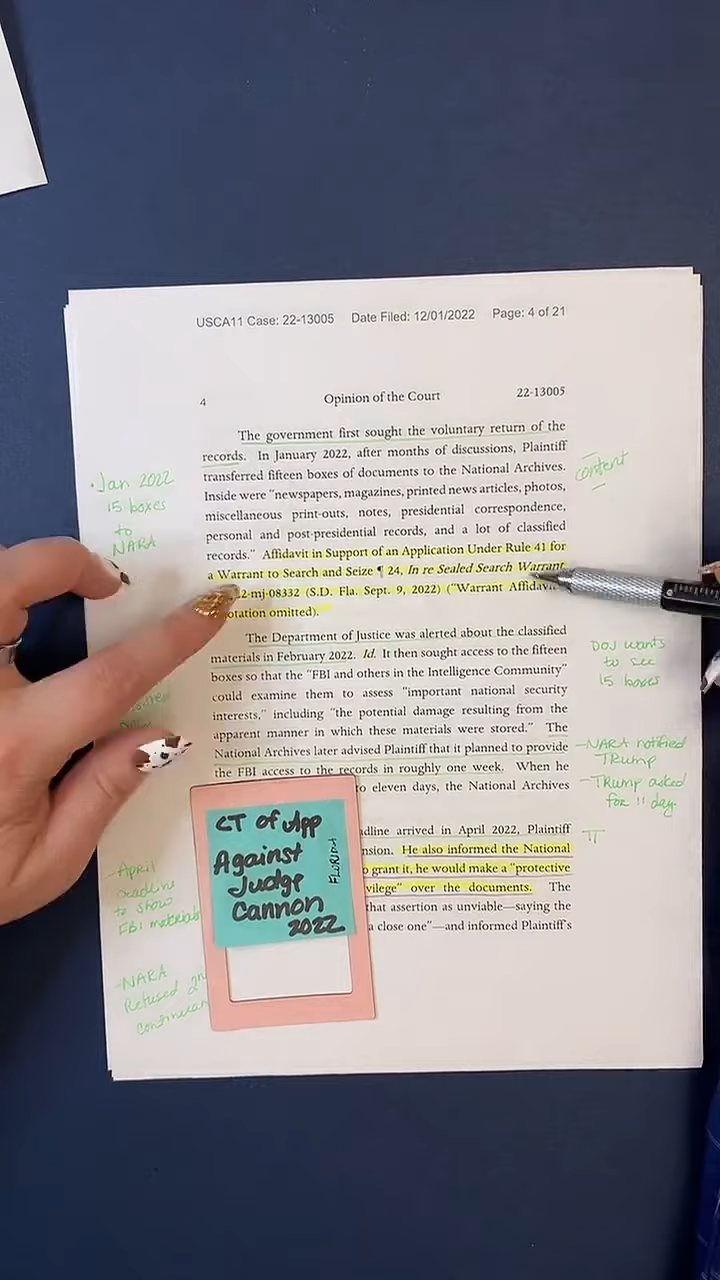 USCA11 Case: 22-13005 Date Filed: 12/01/2022 Page: 4 of 21
4 Opinion of the Court 22-13005
The government first sought the voluntary return of the
records. In January 2022, after months of discussions, Plaintiff
transferred fifteen boxes of documents to the National Archives.
Inside were “newspapers, magazines, printed news articles, photos,
miscellaneous print-outs, notes, presidential correspondence,
personal and post-presidential records, and a lot of classified
records.” Affidavit in Support of an Application Under Rule 41 for
a Warrant to Search and Seize ¶ 24, In re Sealed Search Warrant
2-mj-08332 (S.D. Fla. Sept. 9, 2022) (“Warrant
omitted).
The Department of Justice was alerted about the classified
materials in February 2022. Id. It then sought access to the fifteen
boxes so that the “FBI and others in the Intelligence Community”
could examine them to assess “important national security
interests,” including “the potential damage resulting from the
apparent manner in which these materials were stored.” The
National Archives later advised Plaintiff that it planned to provide
the FBI access to the records in roughly one week. When he
to eleven days, the National Archives
arrived in April 2022, Plaintiff
He also informed the National
grant it, he would make a “protective
over the documents. The
that assertion as unviable—saying the
a close one”—and informed Plaintiff’s
• Jan 2022
15 boxes
to
NARA
-April
deadline
to show
FBI materials
-NARA
Refused
content
DOJ wants
to see
15 boxes
-NARA notified
Trump
-Trump asked
for 11 day
CT of App
Against
Judge
Cannon
2022
FLORIDA